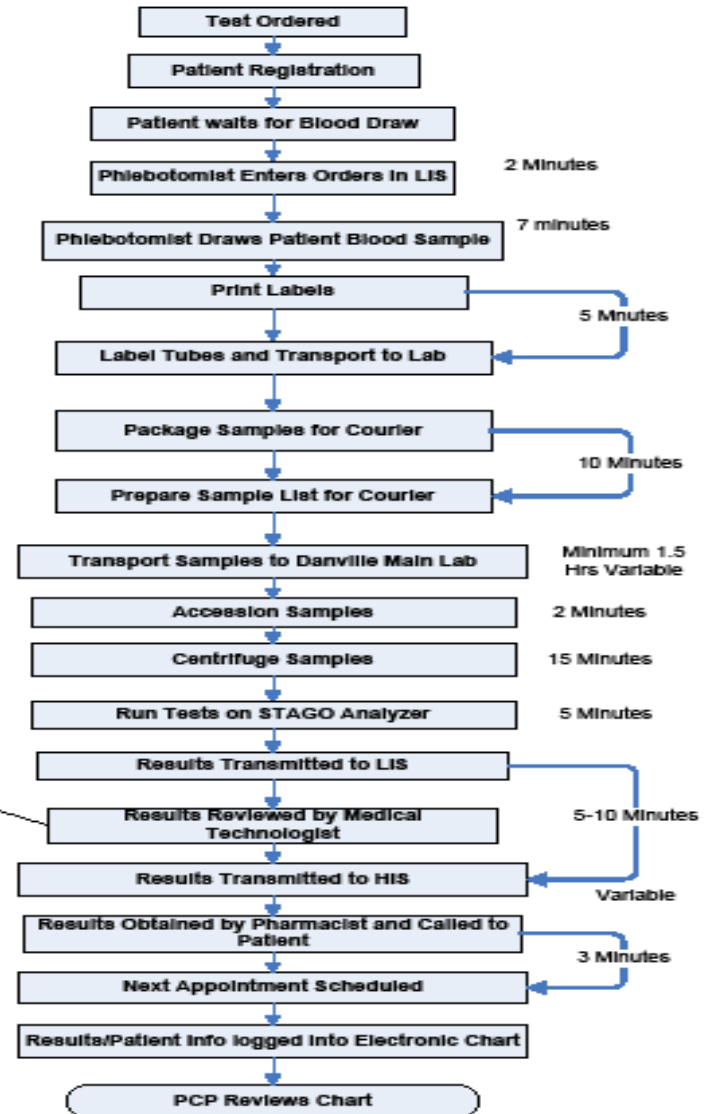 Test Ordered
Patient Registration
Patient waits for Blood Draw
Phlebotomist Enters Orders in LIS
2 Minutes
Phlebotomist Draws Patient Blood Sample
7 minutes
Print Labels
5 Mnutes
Label Tubes and Transport to Lab
Package Samples for Courier
10 Minutes
Prepare Sample List for Courier
Transport Samples to Danville Main Lab
Minimum 1.5
Hrs Variable
Accession Samples
2 Minutes
Centrifuge Samples
15 Minutes
Run Tests on STAGO Analyzer
5 Minutes
Results Transmitted to LIS
Results Reviewed by Medical
Technologist
5-10 Minutes
Results Transmitted to HIS
Variable
Results Obtained by Pharmacist and Called to
Patient
3 Minutes
Next Appointment Scheduled
Results/Patient Info logged into Electronic Chart
PCP Reviews Chart